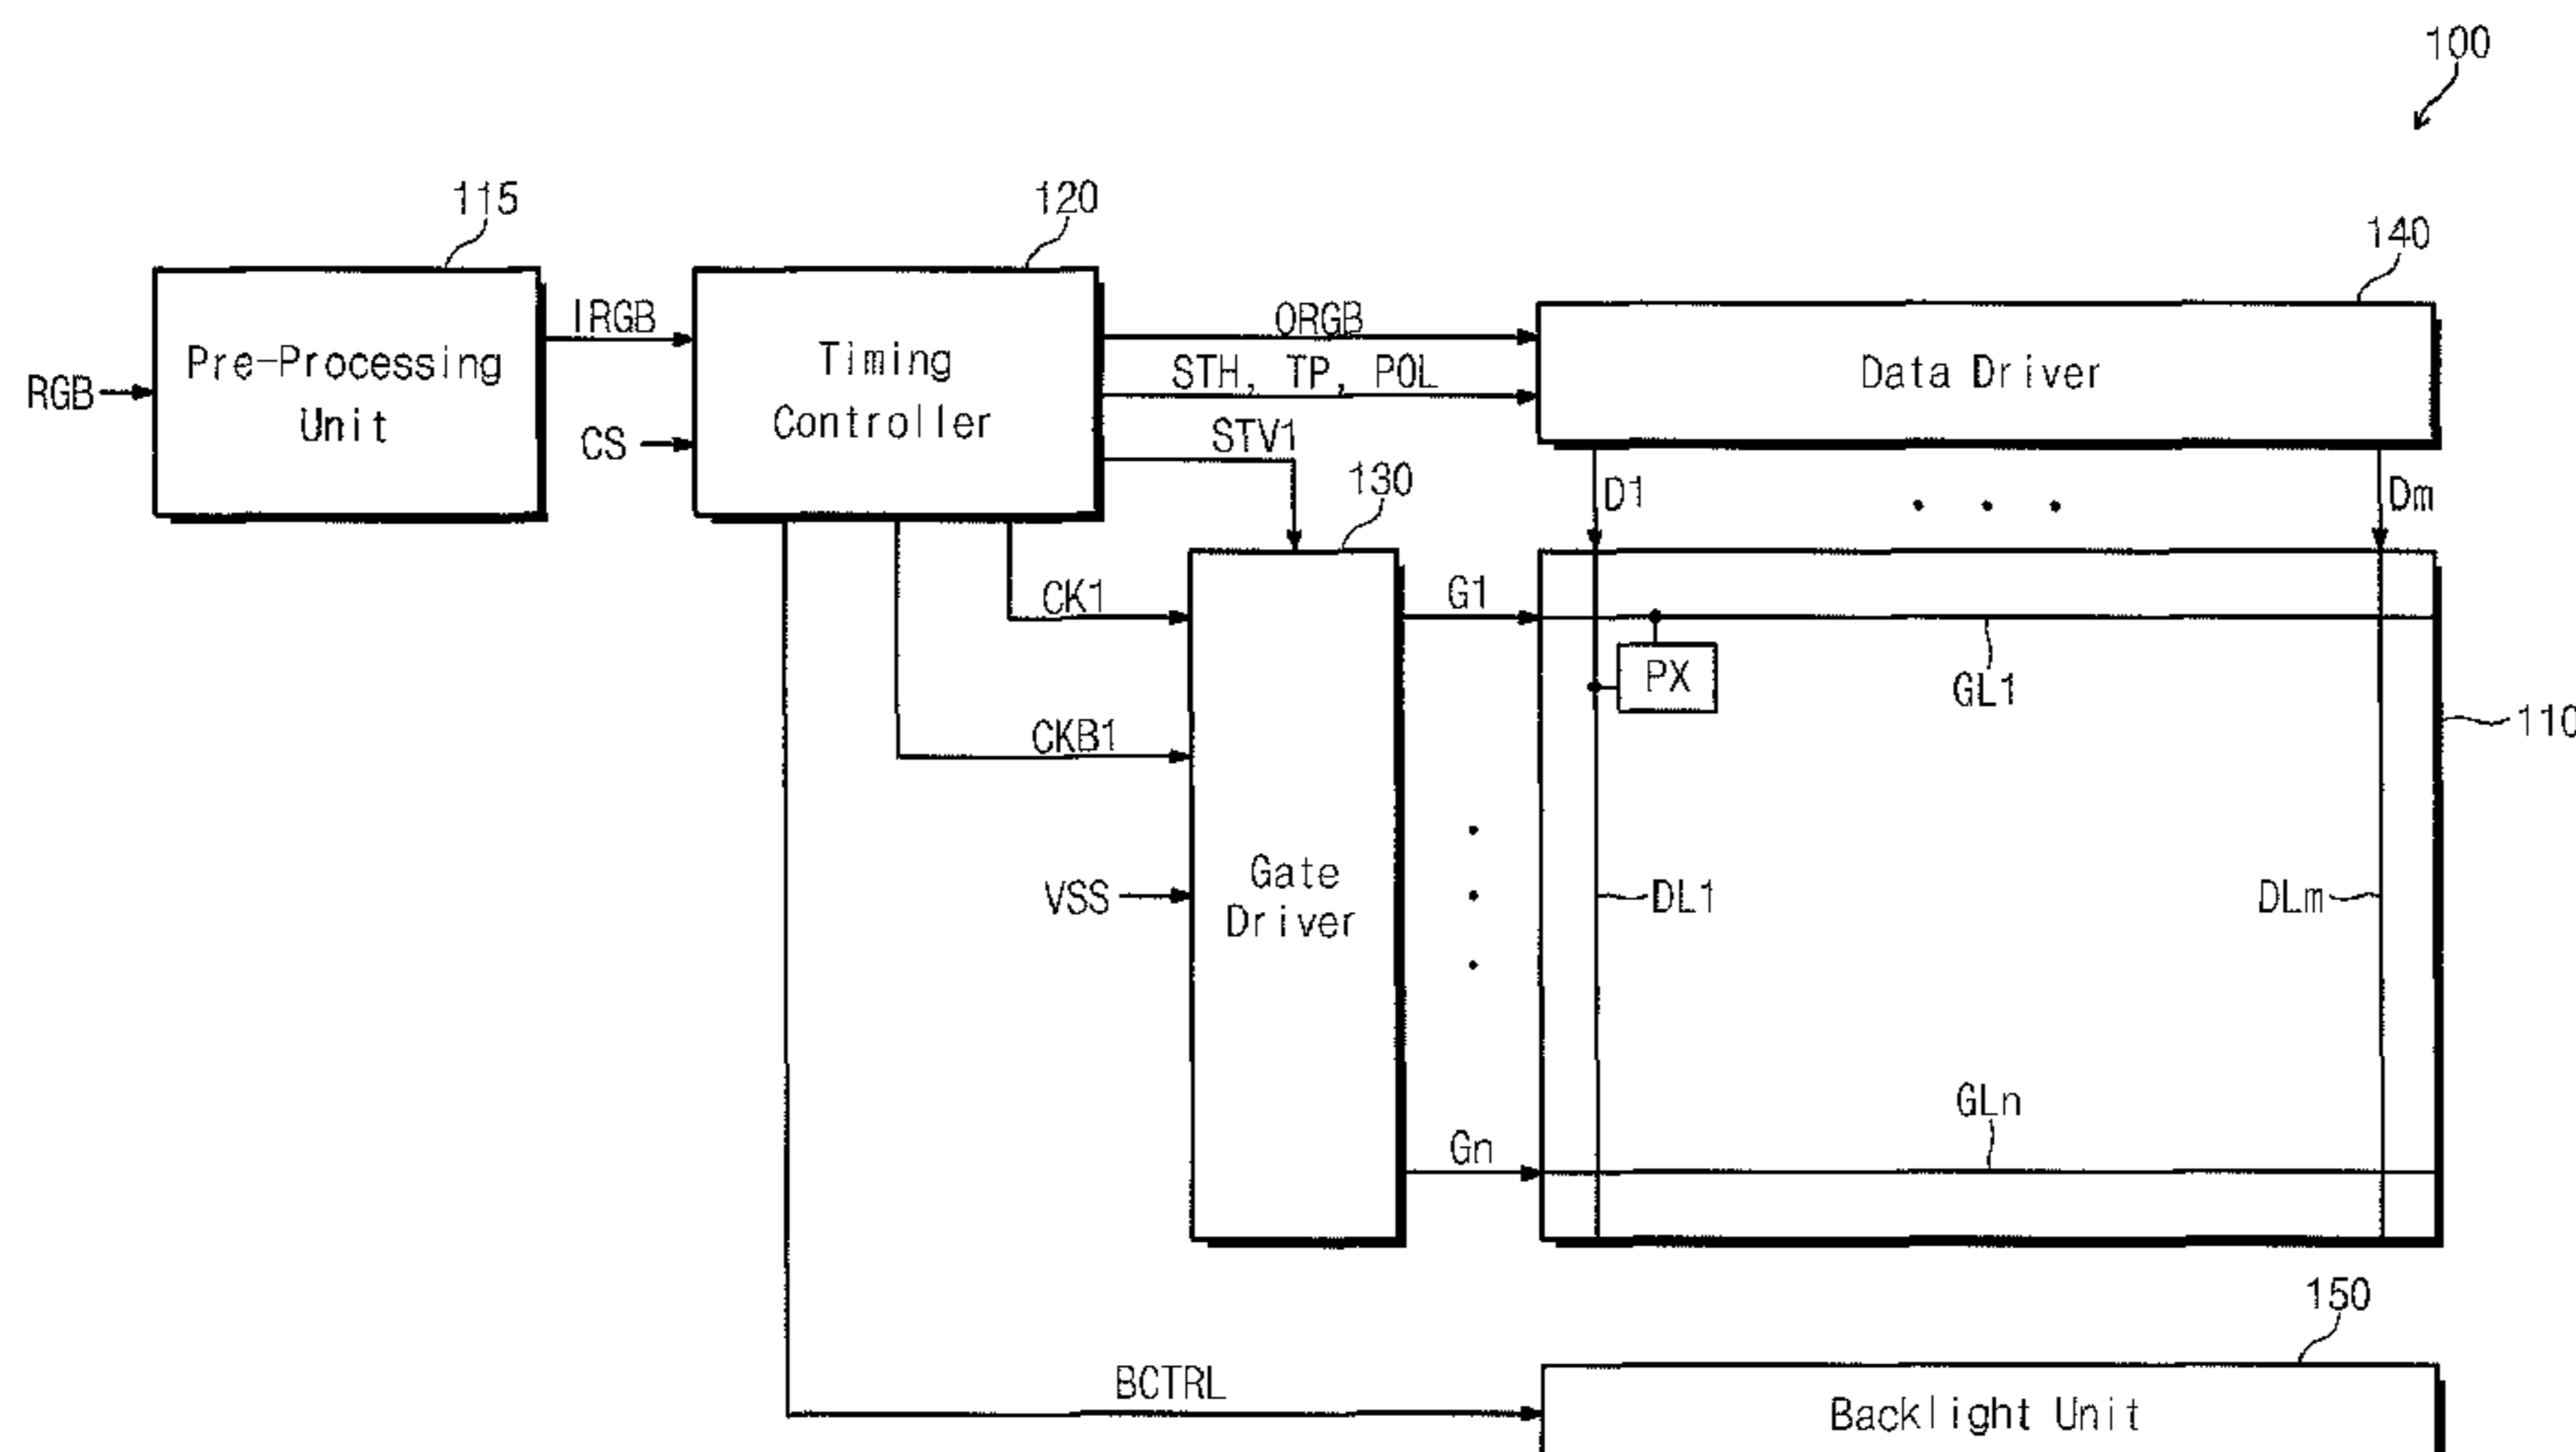 100
115
120
140
Pre-Processing
Unit
RGB
IRGB
CS
Timing
Controller
ORGB
STH, TP, POL
STV1
Data Driver
130
D1
Dm
CK1
CKB1
VSS
Gate
Driver
G1
Gn
PX
GL1
110
DL1
DLm
GLn
150
BCTRL
Backlight Unit